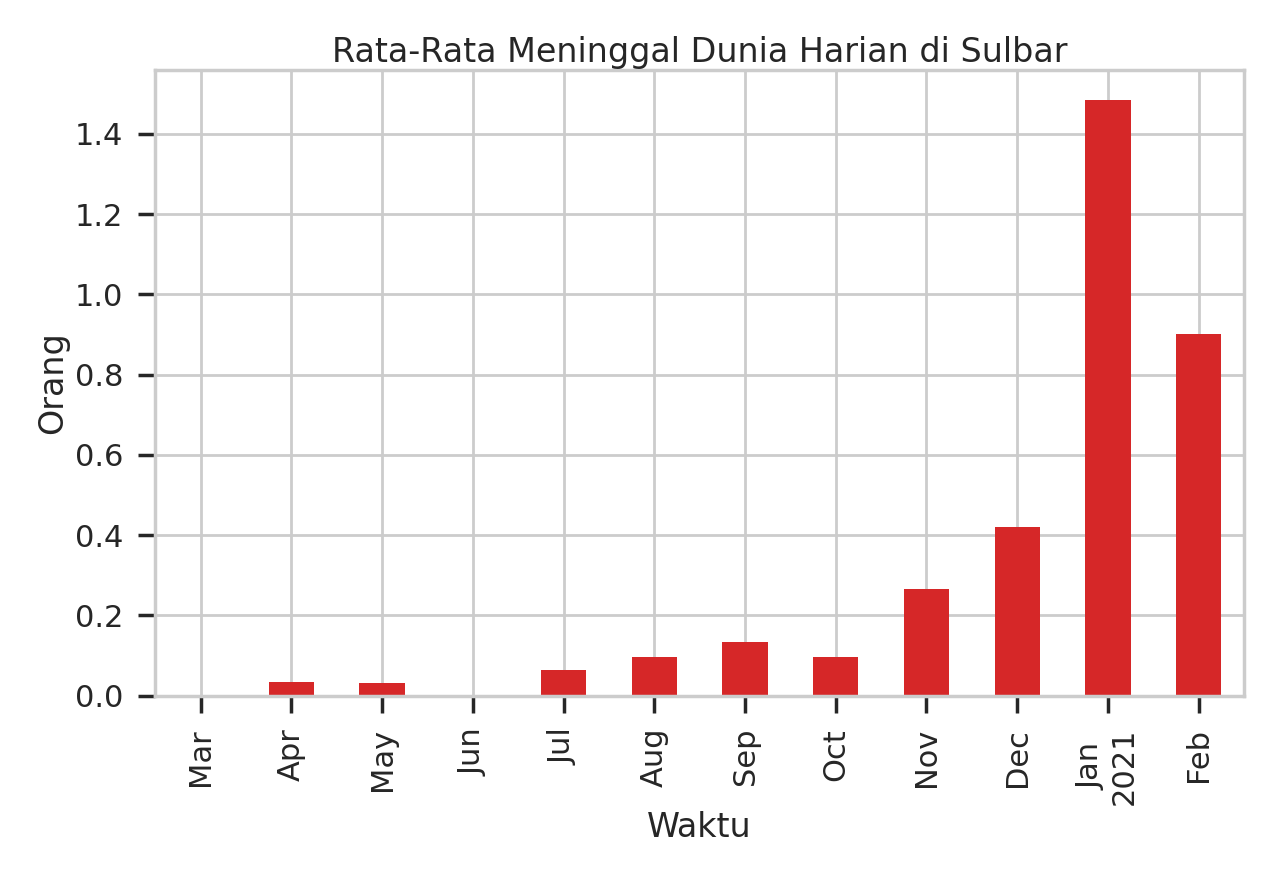 Rata-Rata Meninggal Dunia Harian di Sulbar
Orang
1.4
1.2
1.0
0.8
0.6
0.4
0.2
0.0
Mar
Apr
May
Jun
Jul
Aug
Sep
Oct
Nov
Dec
Jan
2021
Feb
Waktu